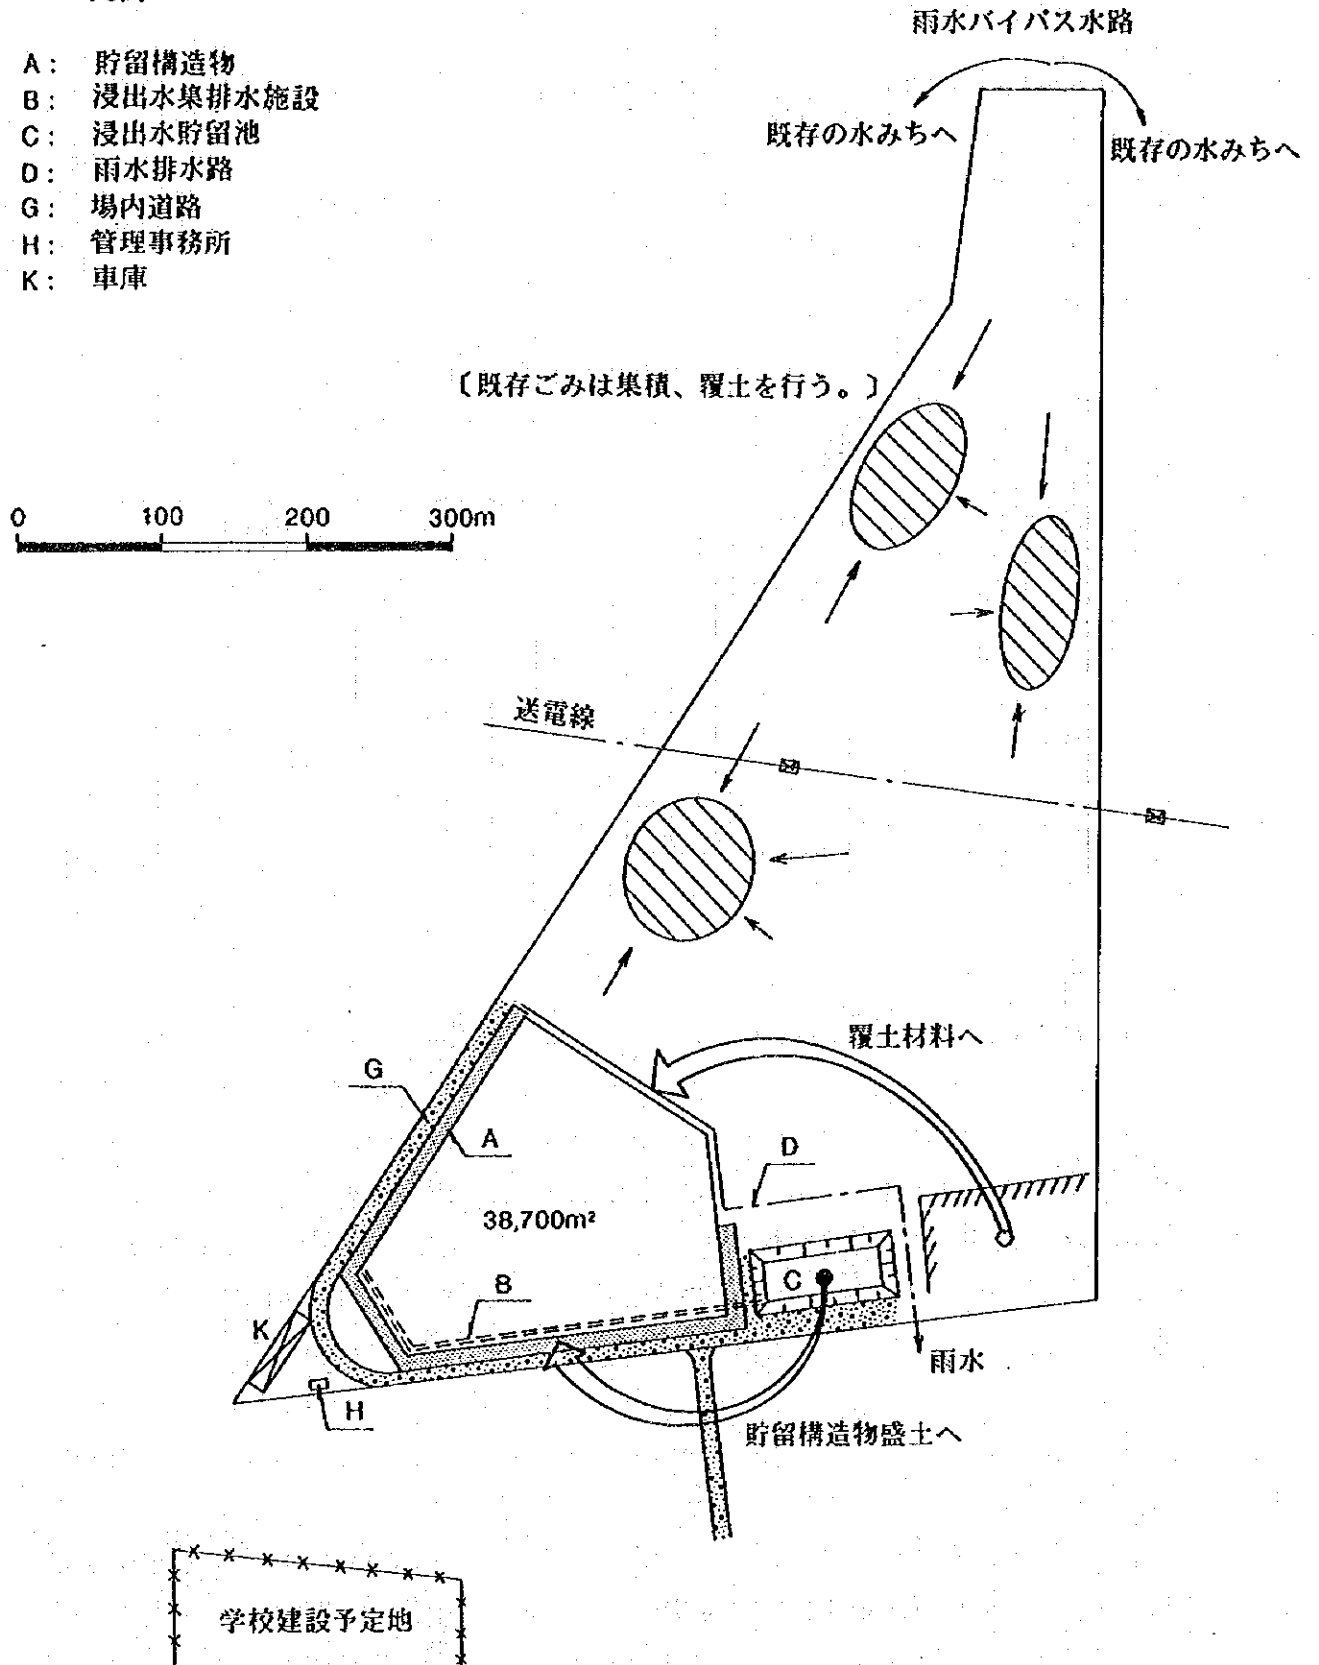 雨水バイパス水路
A: 貯留構造物
B: 浸出水集排水施設
C: 浸出水貯留池
D: 雨水排水路
G: 場内道路
H: 管理事務所
K: 車庫
既存の水みちへ
既存の水みちへ
〔既存ごみは集積、覆土を行う。〕
0 100 200 300m
送電線
覆土材料へ
G
A
D
38,700m²
C
B
K
雨水
H
貯留構造物盛土へ
学校建設予定地